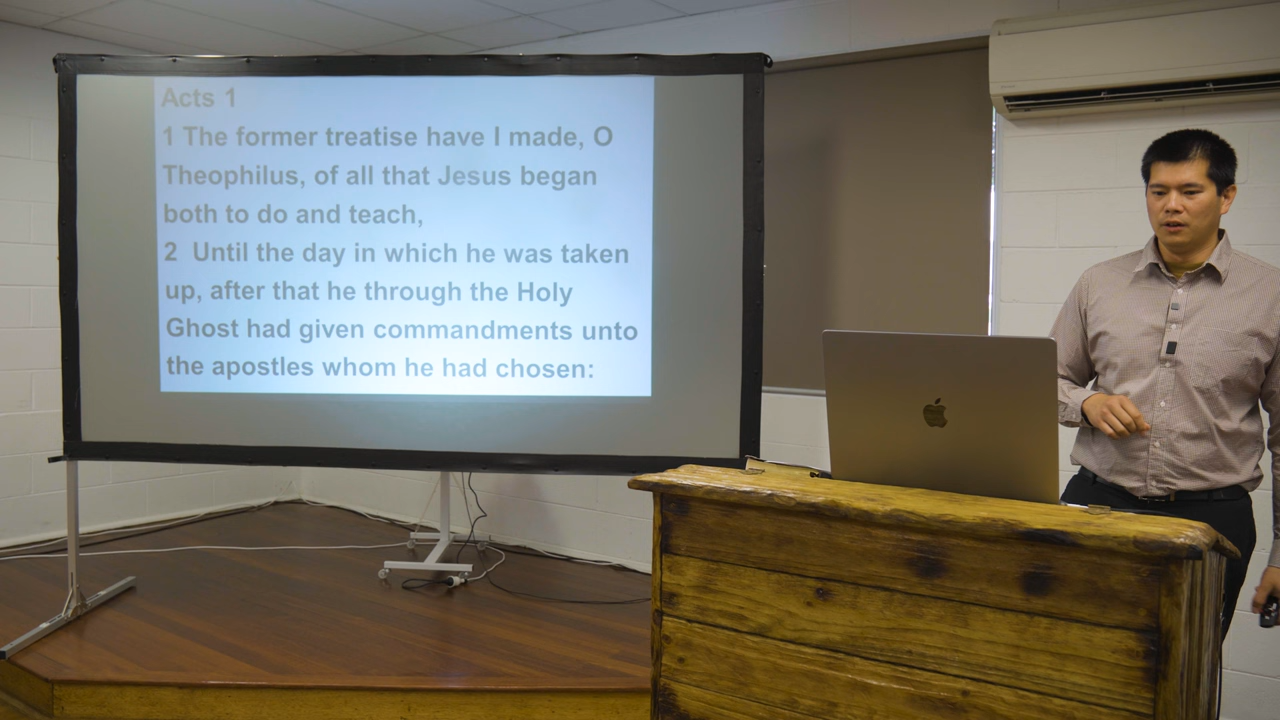 Acts 1
1 The former treatise have I made, O
Theophilus, of all that Jesus began
both to do and teach,
2 Until the day in which he was taken
up, after that he through the Holy
Ghost had given commandments unto
the apostles whom he had chosen: